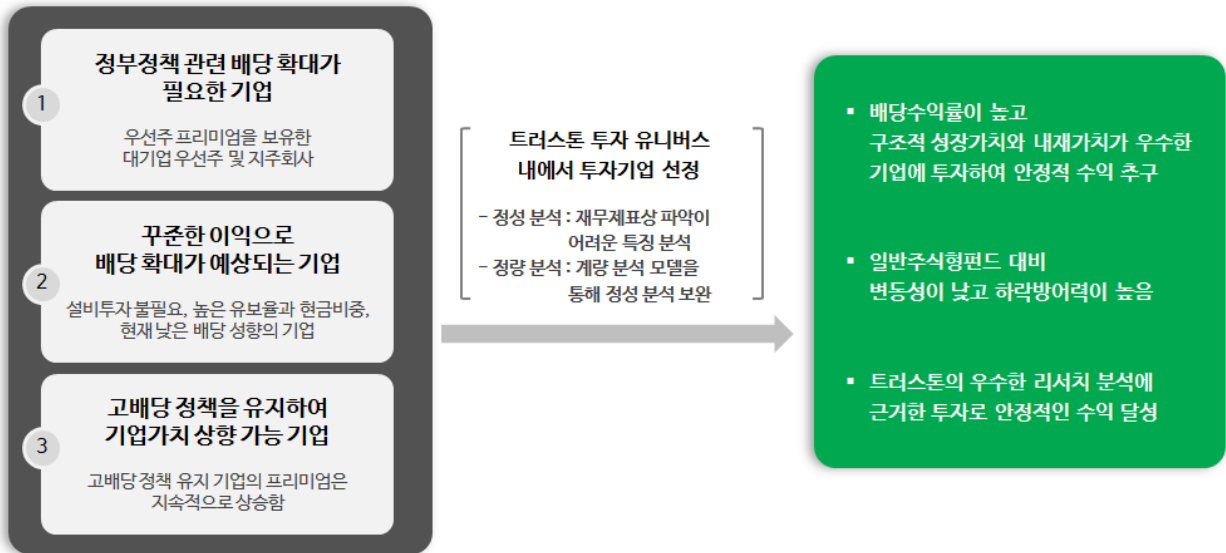 1
정부정책 관련 배당 확대가
필요한 기업
우선주 프리미엄을 보유한
대기업 우선주 및 지주회사
2
꾸준한 이익으로
배당 확대가 예상되는 기업
설비투자 불필요, 높은 유보율과 현금비중,
현재 낮은 배당 성향의 기업
3
고배당 정책을 유지하여
기업가치 상향 가능 기업
고배당 정책 유지 기업의 프리미엄은
지속적으로 상승함
트러스톤 투자 유니버스
내에서 투자기업 선정
- 정성 분석 : 재무제표상 파악이
어려운 특징 분석
- 정량 분석 : 계량 분석 모델을
통해 정성 분석 보완
▪ 배당수익률이 높고
구조적 성장가치와 내재가치가 우수한
기업에 투자하여 안정적 수익 추구
▪ 일반주식형펀드 대비
변동성이 낮고 하락방어력이 높음
▪ 트러스톤의 우수한 리서치 분석에
근거한 투자로 안정적인 수익 달성